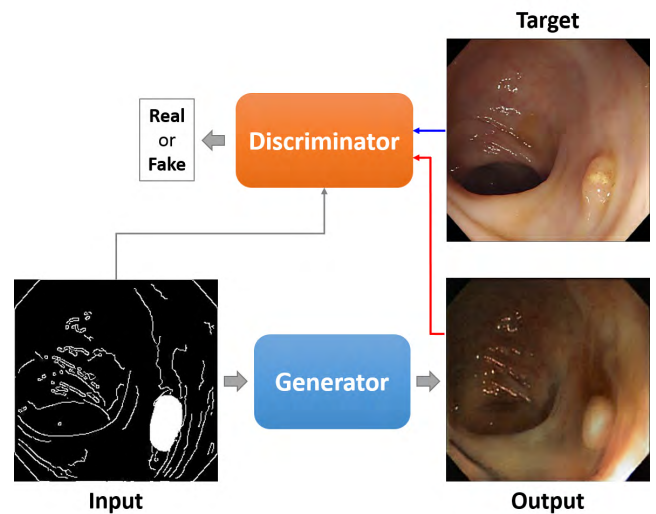 Target
Real
or
Fake
Discriminator
Generator
Input
Output